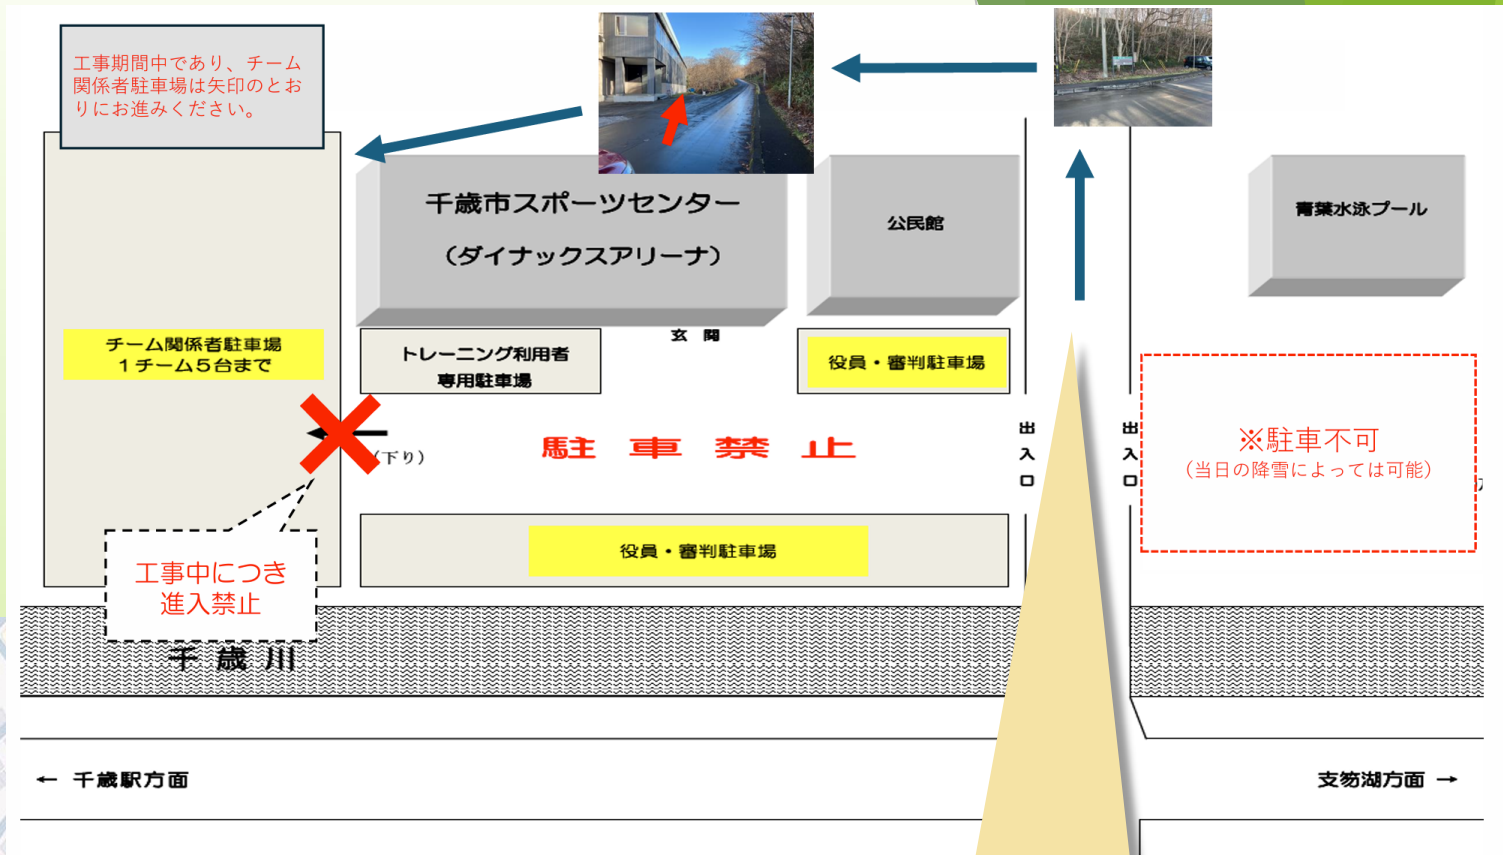 工事期間中であり、チーム
関係者駐車場は矢印のとお
りにお進みください。
千歳市スポーツセンター
（ダイナックスアリーナ）
公民館
青葉水泳プール
玄 関
チーム関係者駐車場
１チーム５台まで
トレーニング利用者
専用駐車場
役員・審判駐車場
（下り）
駐 車 禁 止
出
入
口
出
入
口
※駐車不可
（当日の降雪によっては可能）
役員・審判駐車場
工事中につき
進入禁止
千 歳 川
← 千歳駅方面
支笏湖方面 →